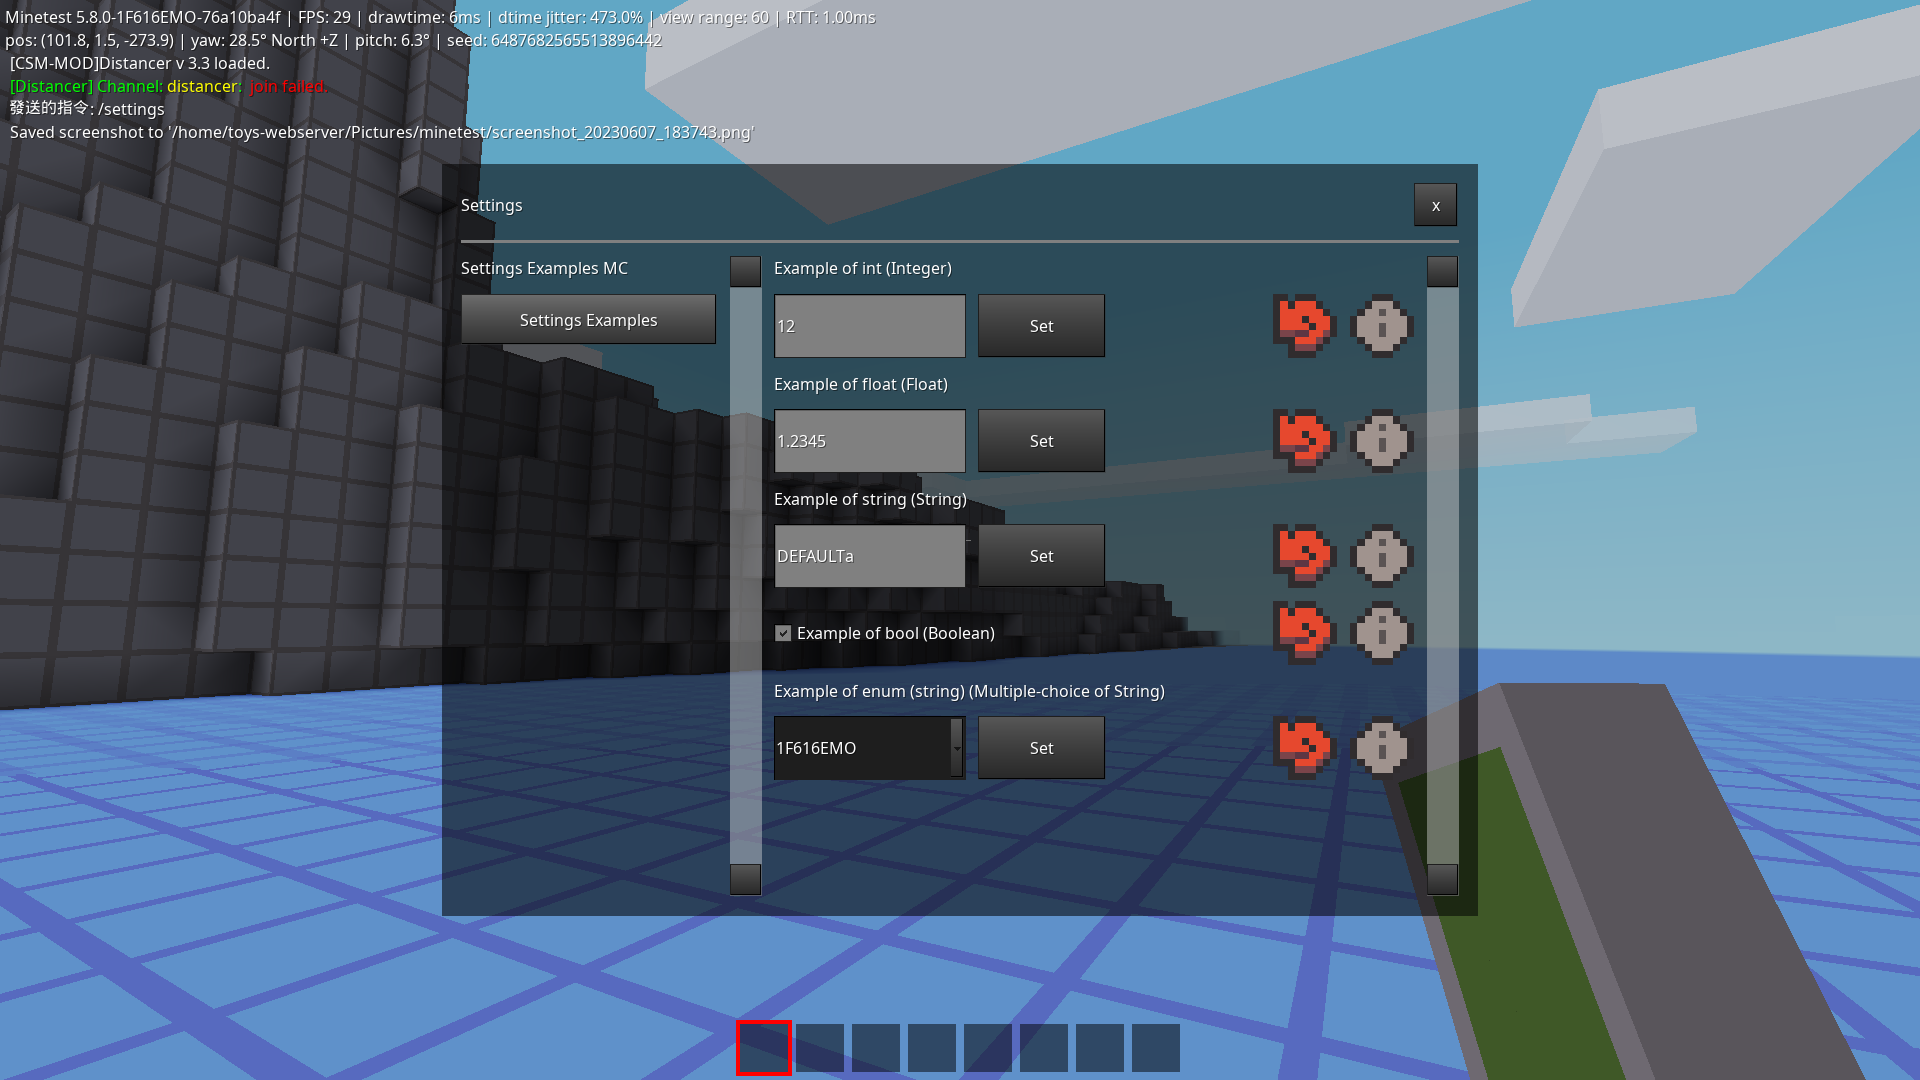 Minetest 5.8.0-1F616EMO-76a10ba4f | FPS: 29 | drawtime: 6ms | dtime jitter: 473.0% | view range: 60 | RTT: 1.00ms
pos: (101.8, 1.5, -273.9) | yaw: 28.5° North +Z | pitch: 6.3° | seed: 6487682565513896442
[CSM-MOD]Distancer v 3.3 loaded.
[Distancer] Channel: distancer: join failed.
發送的指令: /settings
Saved screenshot to '/home/toys-webserver/Pictures/minetest/screenshot_20230607_183743.png'
Settings
x
Settings Examples MC
Settings Examples
Example of int (Integer)
12
Set
Example of float (Float)
1.2345
Set
Example of string (String)
DEFAULTa
Set
Example of bool (Boolean)
Example of enum (string) (Multiple-choice of String)
1F616EMO
Set